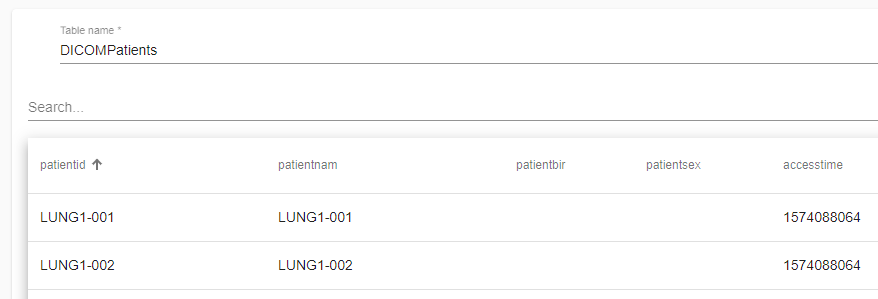 Table name *
DICOMPatients
Search...
patientid patientnam patientbir patientsex accesstime
LUNG1-001 LUNG1-001 1574088064
LUNG1-002 LUNG1-002 1574088064